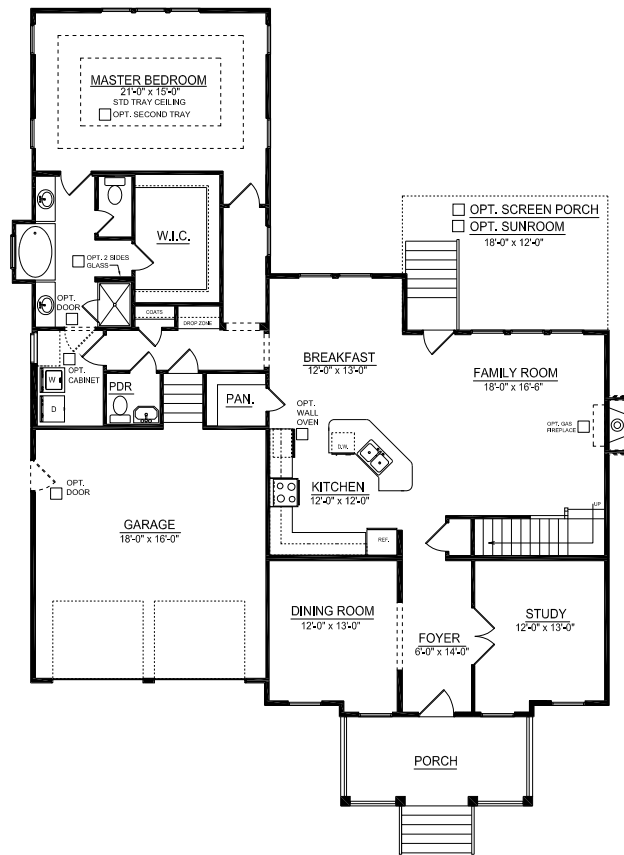 MASTER BEDROOM
21'-0" x 15'-0"
STD TRAY CEILING
OPT. SECOND TRAY
W.I.C.
OPT. 2 SIDES
GLASS
OPT.
DOOR
COATS
DROP ZONE
OPT.
CABINET
W
D
PDR
PAN.
OPT. SCREEN PORCH
OPT. SUNROOM
18'-0" x 12'-0"
BREAKFAST
12'-0" x 13'-0"
FAMILY ROOM
18'-0" x 16'-6"
OPT.
WALL
OVEN
D.W.
OPT. GAS
FIREPLACE
KITCHEN
12'-0" x 12'-0"
REF.
UP
OPT.
DOOR
GARAGE
18'-0" x 16'-0"
DINING ROOM
12'-0" x 13'-0"
FOYER
6'-0" x 14'-0"
STUDY
12'-0" x 13'-0"
PORCH